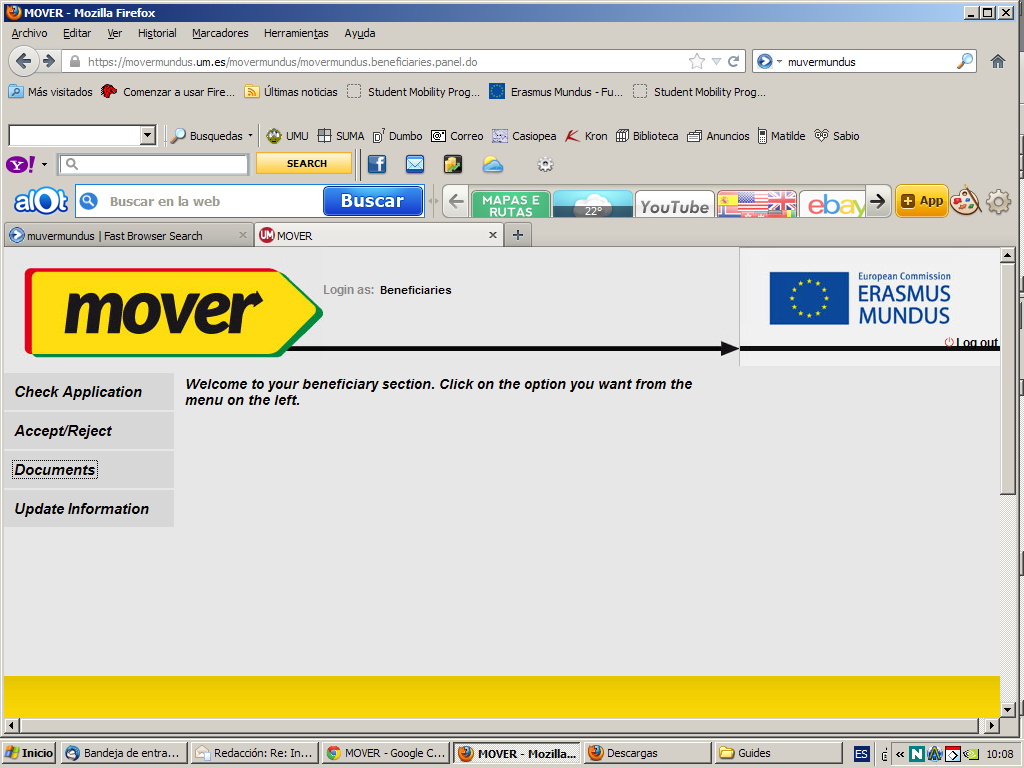 MOVER - Mozilla Firefox
Archivo Editar Ver Historial Marcadores Herramientas Ayuda
https://movermundus.um.es/movermundus/movermundus.beneficiaries.panel.do
muvermundus
Más visitados Comenzar a usar Fire... Últimas noticias Student Mobility Prog... Erasmus Mundus - Fu... Student Mobility Prog...
Busquedas UMU SUMA Dumbo Correo Casiopea Kron Biblioteca Anuncios Matilde Sabio
Y! SEARCH
alot Buscar en la web Buscar MAPAS E RUTAS 22° YouTube ebay App
muvermundus | Fast Browser Search MOVER
mover
Login as: Beneficiaries
European Commission
ERASMUS
MUNDUS
Log out
Check Application
Accept/Reject
Documents
Update Information
Welcome to your beneficiary section. Click on the option you want from the
menu on the left.
Inicio Bandeja de entra... Redacción: Re: In... MOVER - Google C... MOVER - Mozilla... Descargas Guides ES « 10:08